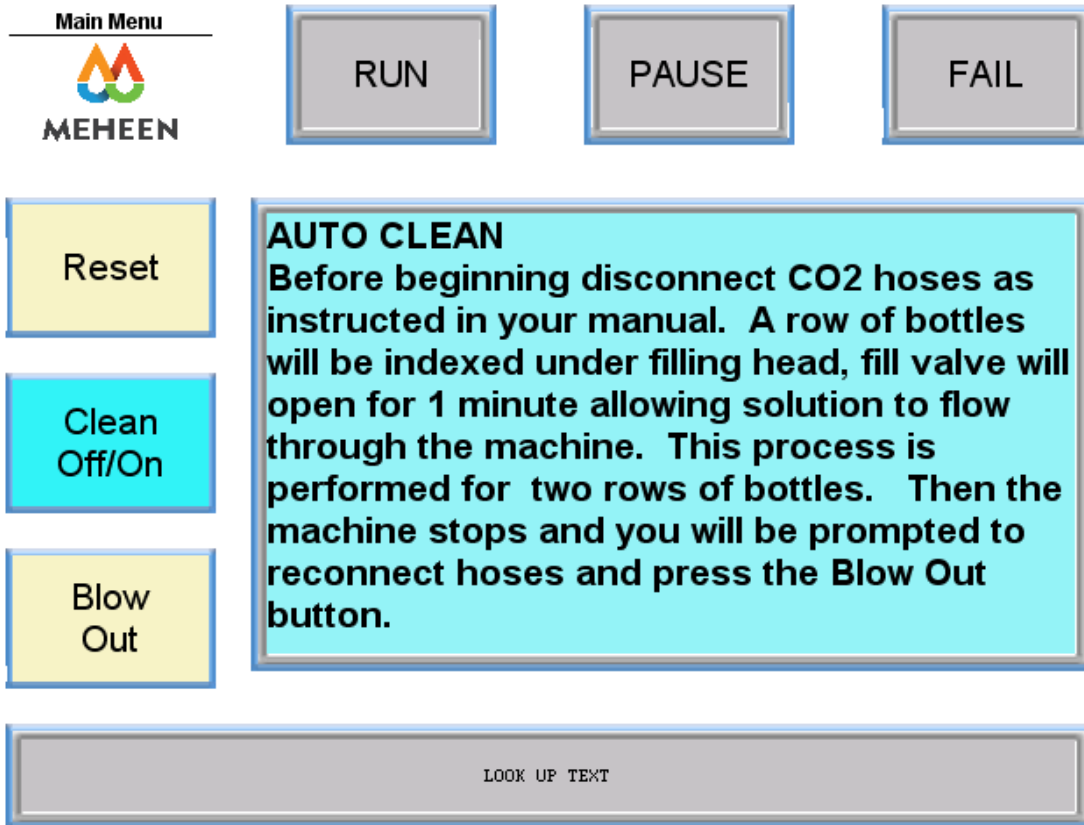 Main Menu
MEHEEN
RUN
PAUSE
FAIL
Reset
Clean
Off/On
Blow
Out
AUTO CLEAN
Before beginning disconnect CO2 hoses as
instructed in your manual.  A row of bottles
will be indexed under filling head, fill valve will
open for 1 minute allowing solution to flow
through the machine.  This process is
performed for  two rows of bottles.   Then the
machine stops and you will be prompted to
reconnect hoses and press the Blow Out
button.
LOOK UP TEXT